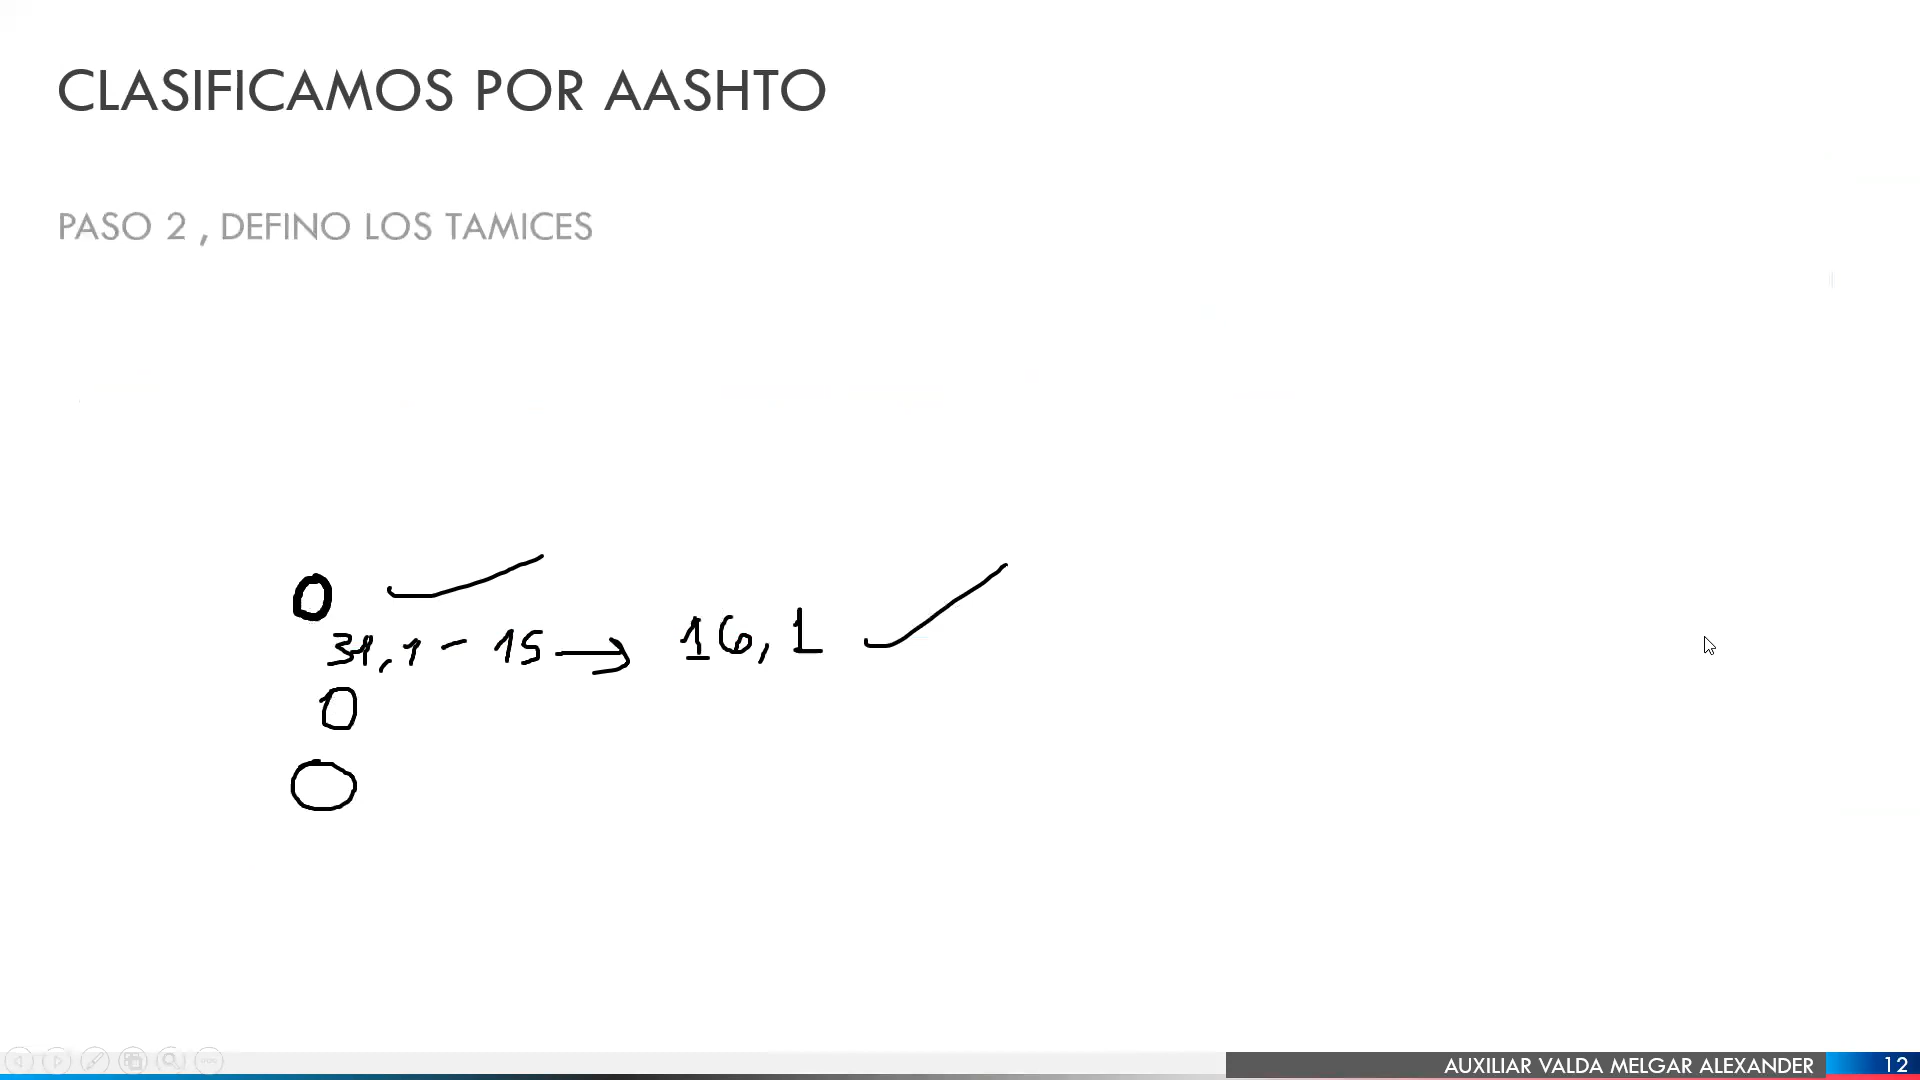 CLASIFICAMOS POR AASHTO
PASO 2 , DEFINO LOS TAMICES
0
31,1 - 15 → 16,1
0
0
AUXILIAR VALDA MELGAR ALEXANDER 12